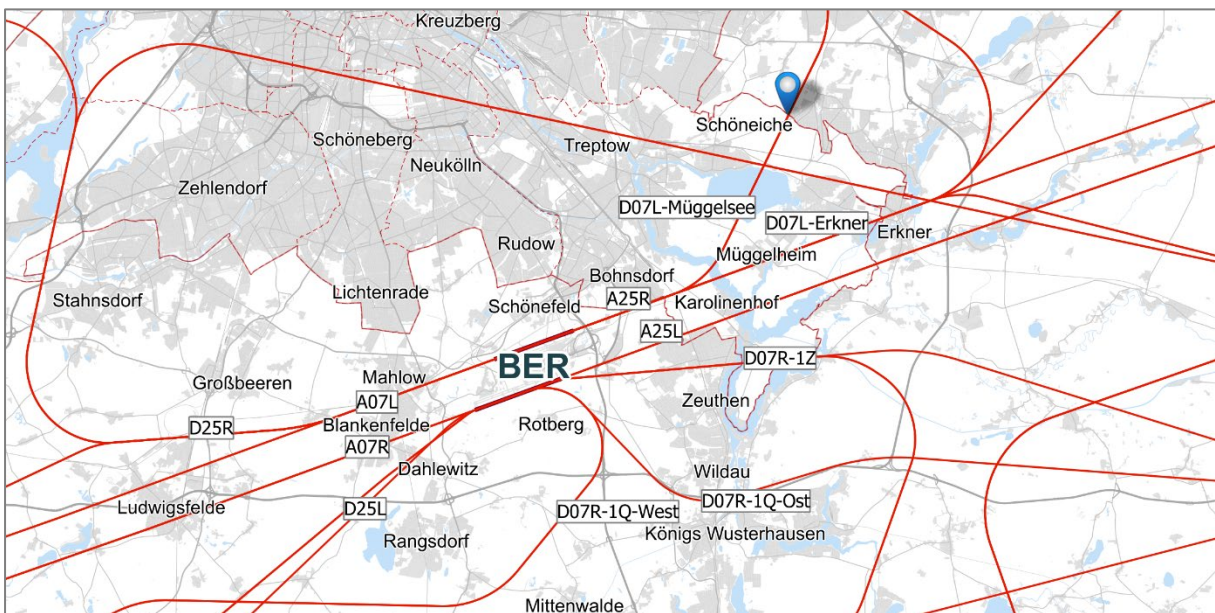 Kreuzberg
Schöneiche
Schöneberg
Treptow
Neukölln
Zehlendorf
D07L-Müggelsee
D07L-Erkner
Erkner
Rudow
Müggelheim
Bohnsdorf
Stahnsdorf
Lichtenrade
A25R
Karolinenhof
Schönefeld
A25L
BER
D07R-1Z
Großbeeren
Mahlow
A07L
Zeuthen
D25R
Blankenfelde
Rotberg
A07R
Dahlewitz
Wildau
Ludwigsfelde
D25L
D07R-1Q-West
D07R-1Q-Ost
Rangsdorf
Königs Wusterhausen
Mittenwalde